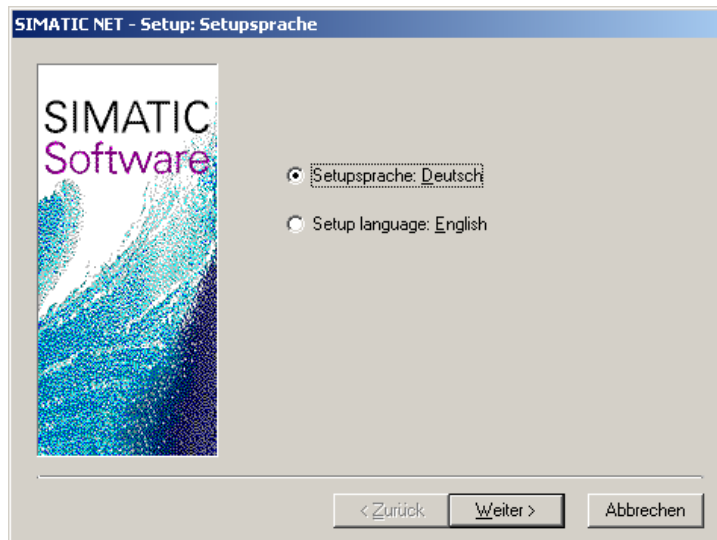 SIMATIC NET - Setup: Setupsprache
SIMATIC
Software
Setupsprache: Deutsch
Setup language: English
< Zurück
Weiter >
Abbrechen